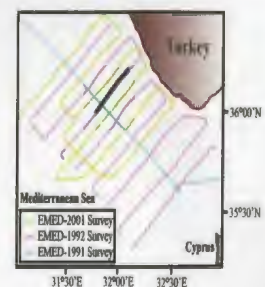 Turkey
36°00'N
Mediterranean Sea
EMED-2001 Survey
EMED-1992 Survey
EMED-1991 Survey
35°30'N
Cyprus
31°30'E 32°00'E 32°30'E